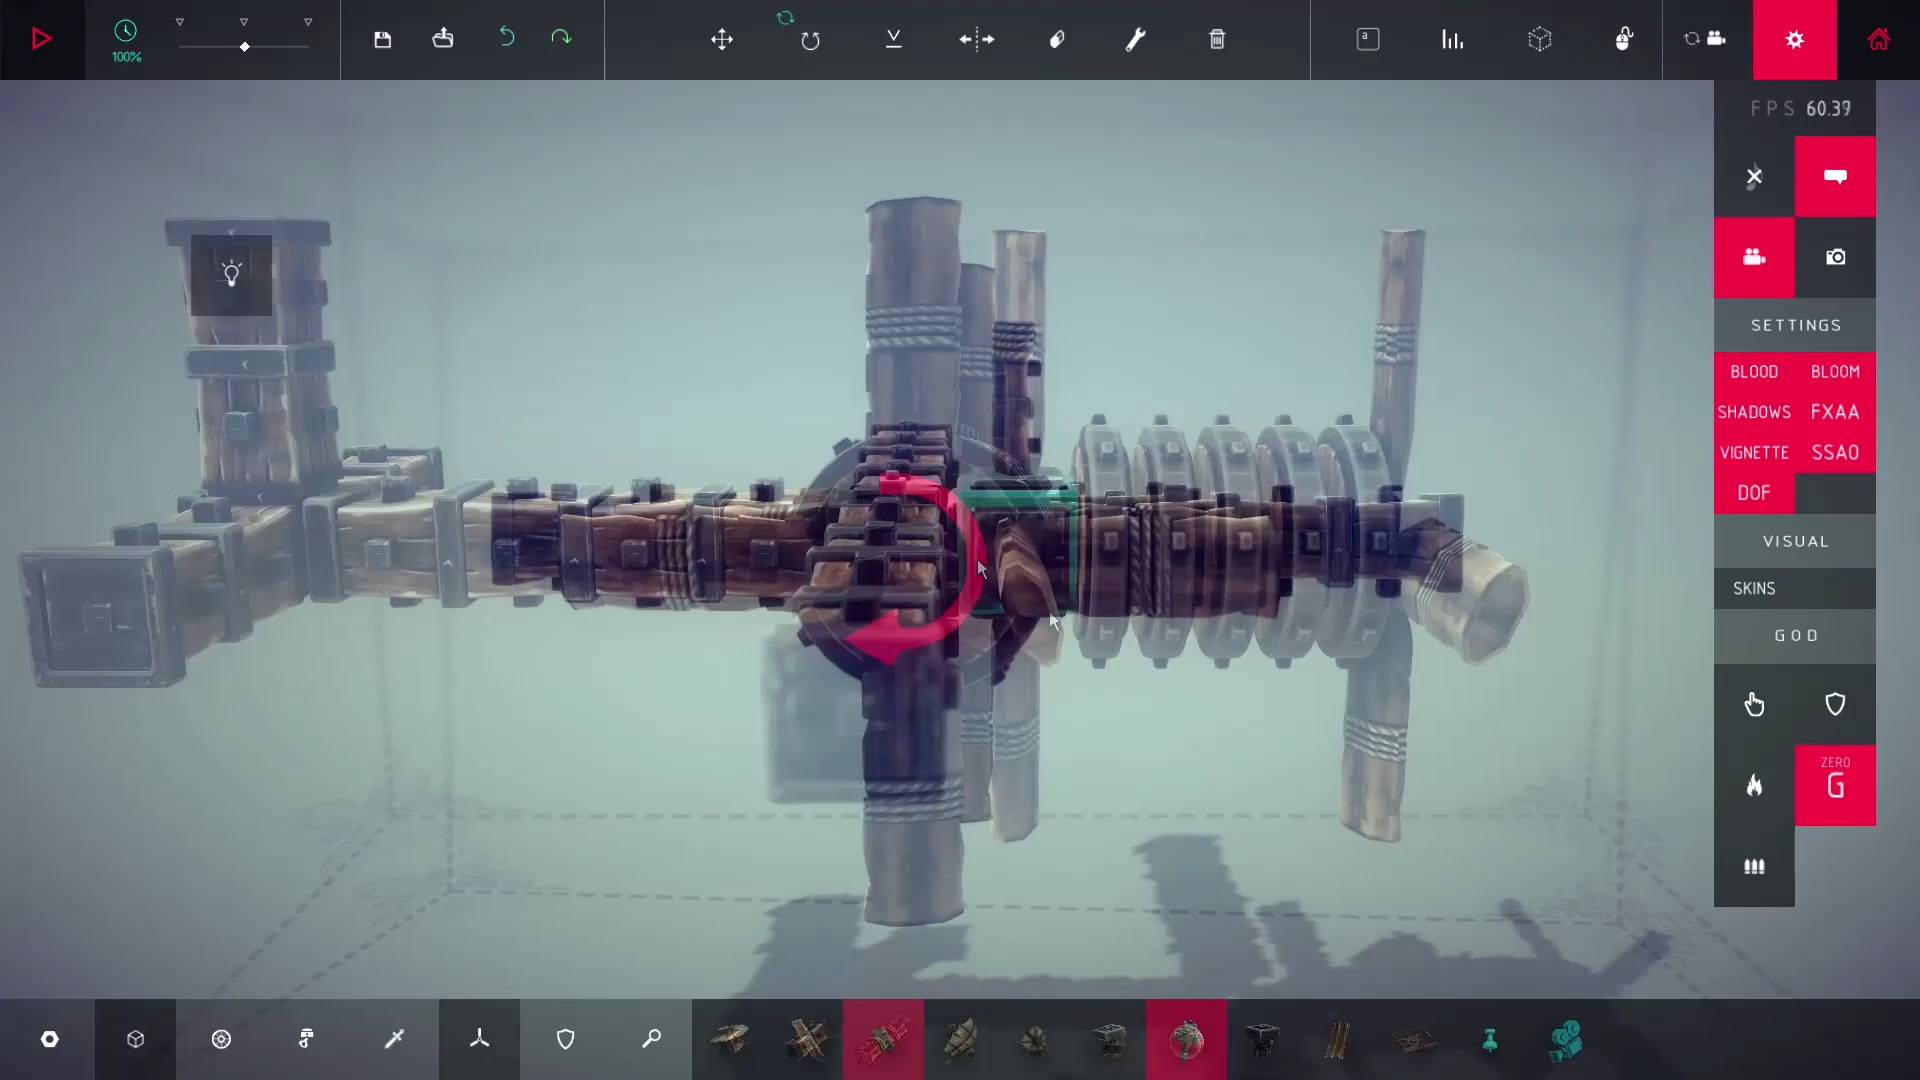 100%
a
FPS 60.39
SETTINGS
BLOOD BLOOM
SHADOWS FXAA
VIGNETTE SSAO
DOF
VISUAL
SKINS
GOD
ZERO
G